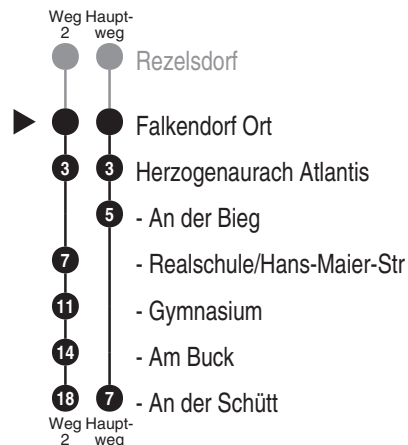 Weg Haupt-
2 weg
Rezelsdorf
Falkendorf Ort
3 3 Herzogenaurach Atlantis
5 - An der Bieg
7 - Realschule/Hans-Maier-Str
11 - Gymnasium
14 - Am Buck
18 7 - An der Schütt
Weg Haupt-
2 weg